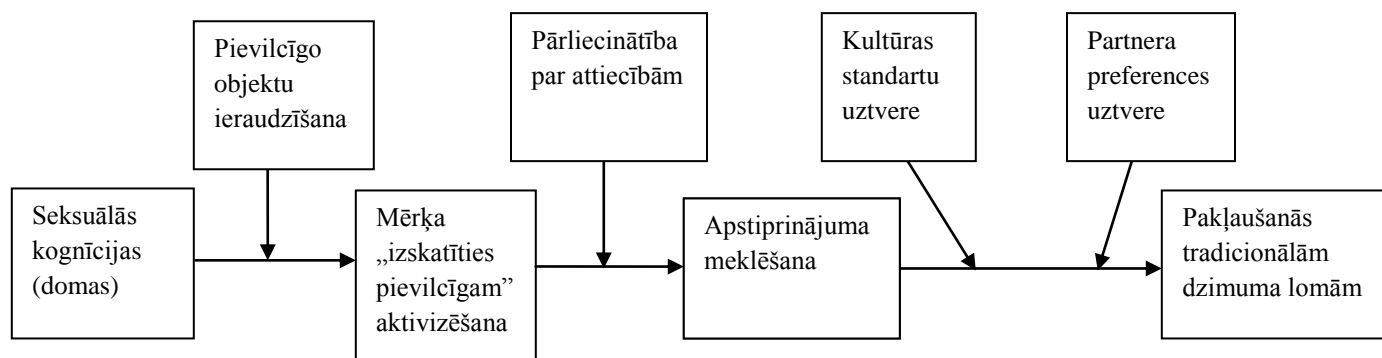 Pievilcīgo
objektu
ieraudzīšana
Pārliecinātība
par attiecībām
Kultūras
standartu
uztvere
Partnera
preferences
uztvere
Seksuālās
kognīcijas
(domas)
Mērķa
„izskatīties
pievilcīgam”
aktivizēšana
Apstiprinājuma
meklēšana
Pakļaušanās
tradicionālām
dzimuma lomām